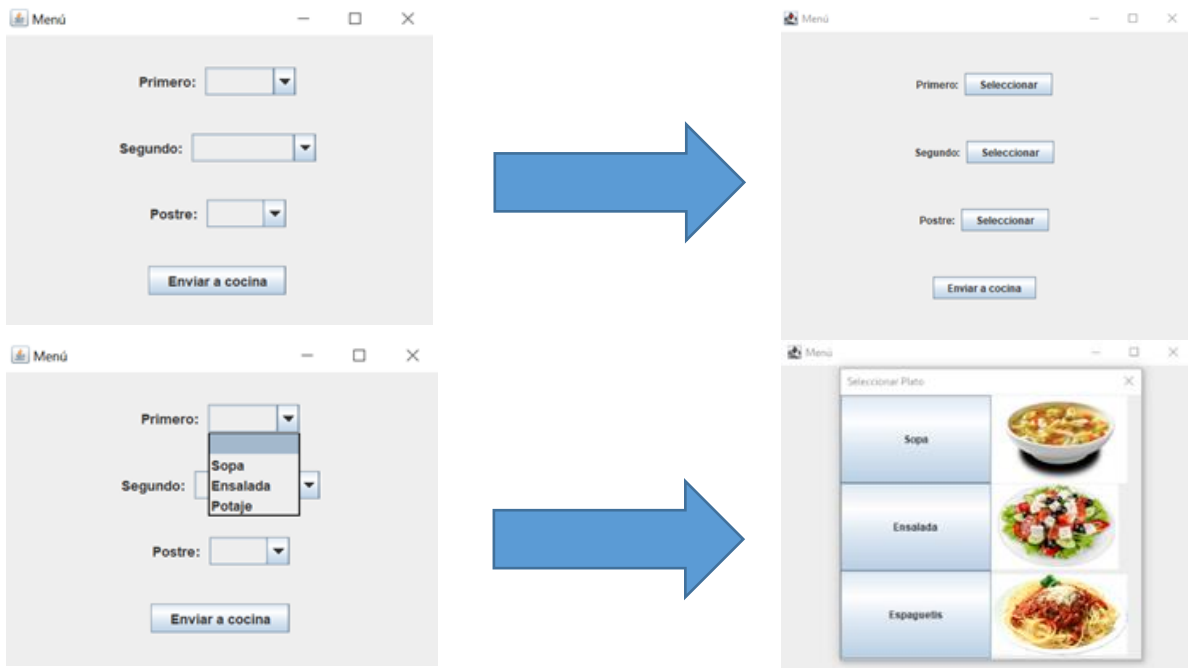 Menú
Primero:
Segundo:
Postre:
Enviar a cocina
Menú
Primero: Seleccionar
Segundo: Seleccionar
Postre: Seleccionar
Enviar a cocina
Menú
Primero:
Sopa
Segundo: Ensalada
Potaje
Postre:
Enviar a cocina
Menú
Seleccionar Plato
Sopa
Ensalada
Espaguetis